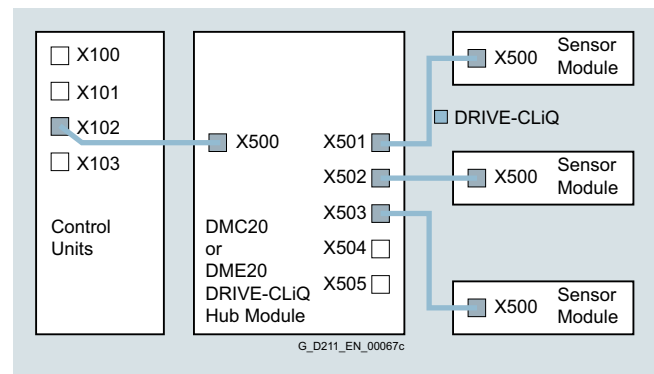 X100
X101
X102
X103
Control
Units
X500
X501
X502
X503
X504
X505
DMC20
or
DME20
DRIVE-CLiQ
Hub Module
X500
Sensor
Module
DRIVE-CLiQ
X500
Sensor
Module
X500
Sensor
Module
G_D211_EN_00067c